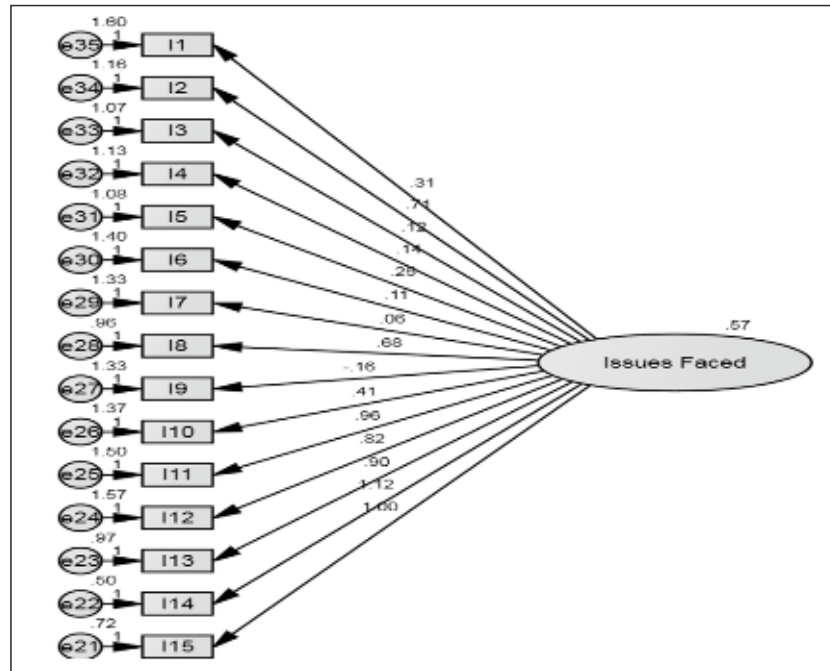 1.60
e35 1 I1
1.16
e34 1 I2
1.07
e33 1 I3
1.13
e32 1 I4
1.08
e31 1 I5
1.40
e30 1 I6
1.33
e29 1 I7
.96
e28 1 I8
1.33
e27 1 I9
1.37
e26 1 I10
1.50
e25 1 I11
1.57
e24 1 I12
.97
e23 1 I13
.50
e22 1 I14
.72
e21 1 I15
.31
.71
.12
.14
.11
.06
.68
-.16
.41
.96
.82
.90
1.12
1.00
.57
Issues Faced